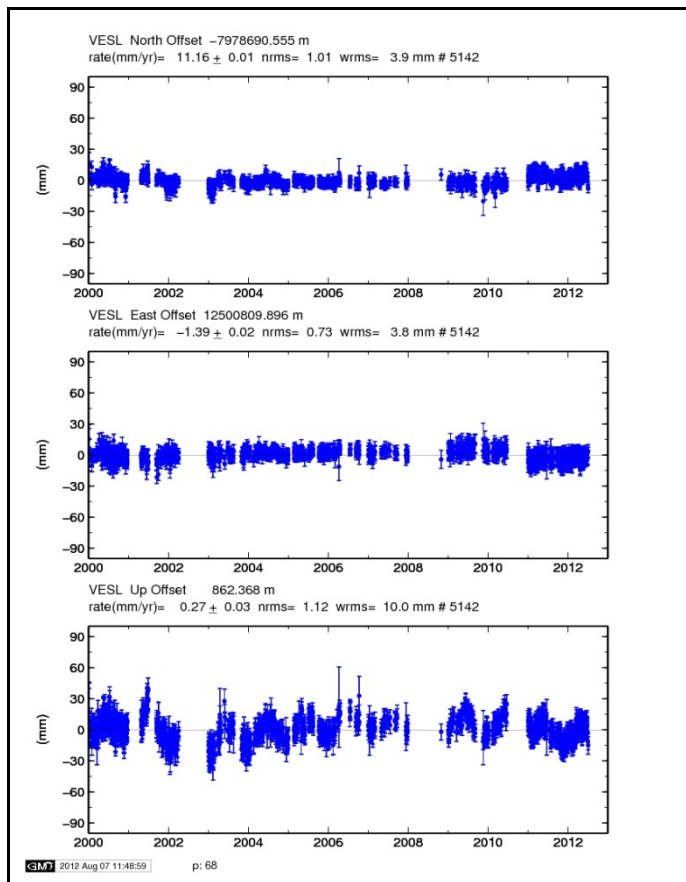 VESL North Offset −7978690.555 m
rate(mm/yr)= 11.16 ± 0.01 nrms= 1.01 wrms= 3.9 mm # 5142
90
60
30
0
−30
−60
−90
(mm)
2000 2002 2004 2006 2008 2010 2012
VESL East Offset 12500809.896 m
rate(mm/yr)= −1.39 ± 0.02 nrms= 0.73 wrms= 3.8 mm # 5142
90
60
30
0
−30
−60
−90
(mm)
2000 2002 2004 2006 2008 2010 2012
VESL Up Offset 862.368 m
rate(mm/yr)= 0.27 ± 0.03 nrms= 1.12 wrms= 10.0 mm # 5142
90
60
30
0
−30
−60
−90
(mm)
2000 2002 2004 2006 2008 2010 2012
GMT 2012 Aug 07 11:48:59 p: 68